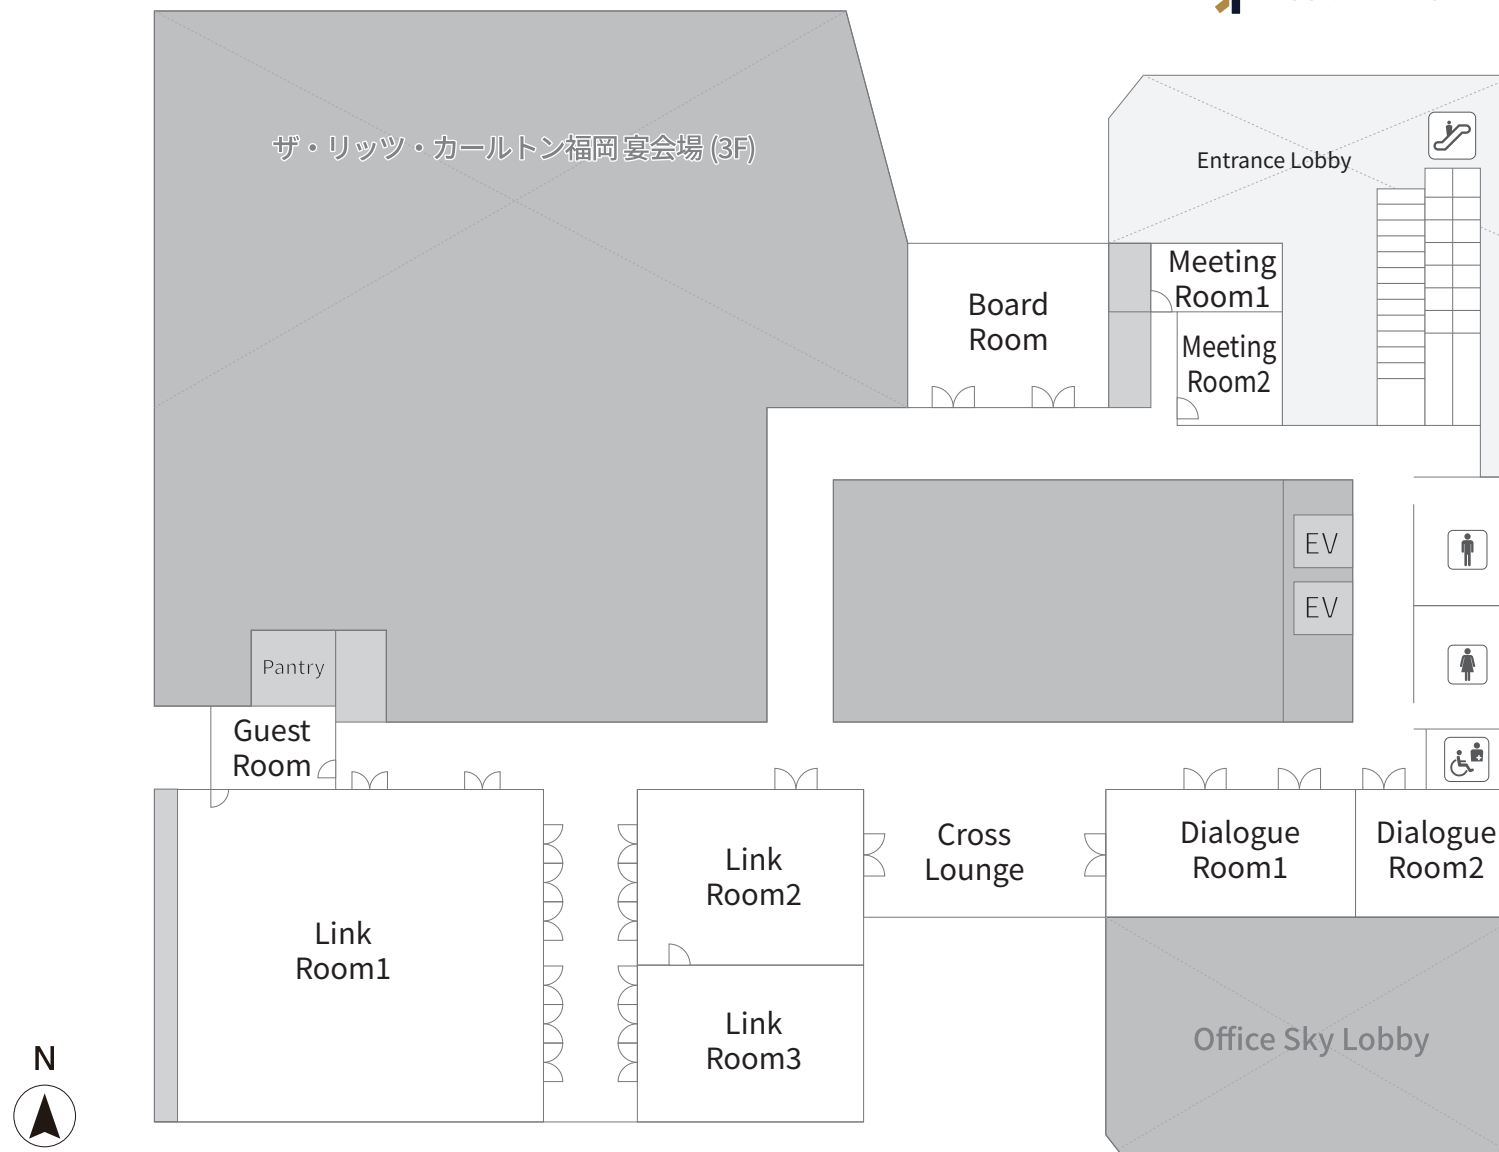 ザ・リッツ・カールトン福岡 宴会場 (3F)
Entrance Lobby
Meeting
Room1
Board
Room
Meeting
Room2
EV
EV
Pantry
Guest
Room
Link
Room1
Link
Room2
Link
Room3
Cross
Lounge
Dialogue
Room1
Dialogue
Room2
Office Sky Lobby
N